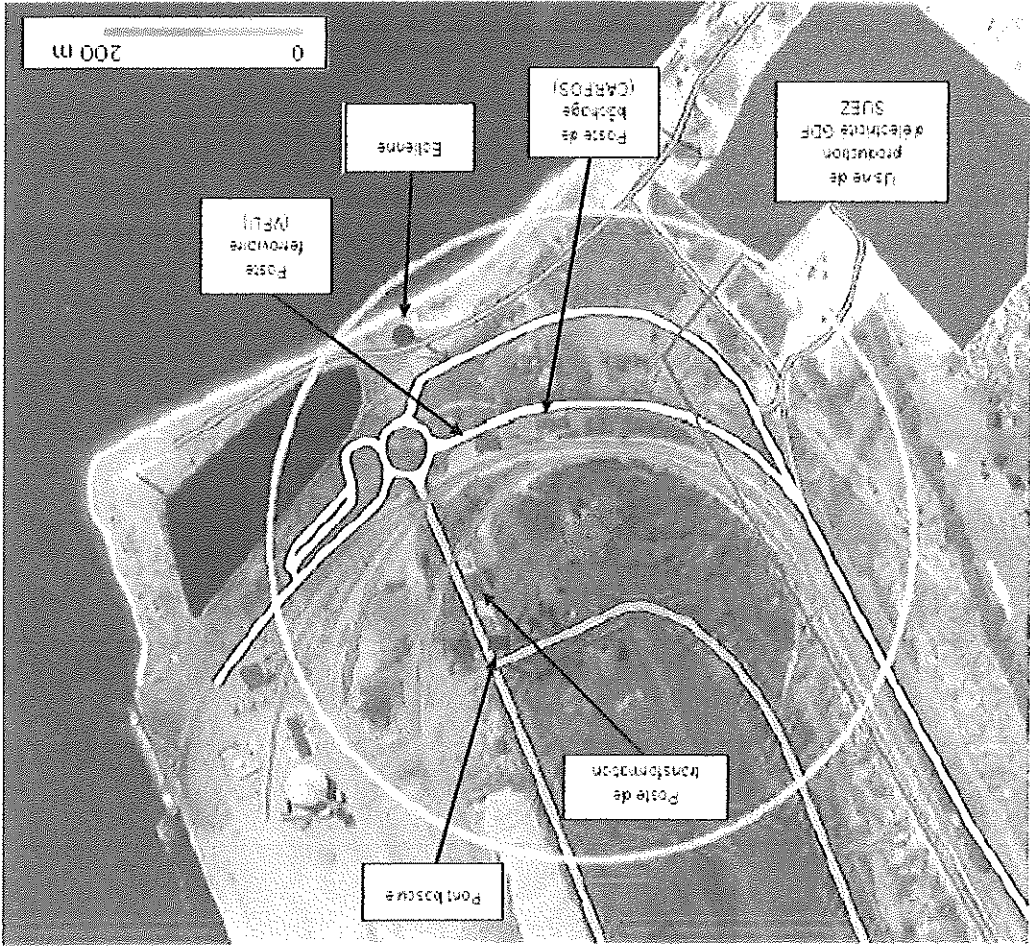 Pont bascule
Poste de
transformation
Usine de
production
d'électricité GDF
SUEZ
Poste de
bâchage
(CARFOS)
Poste
ferroviaire
(VFLI)
Eolienne
0 200 m